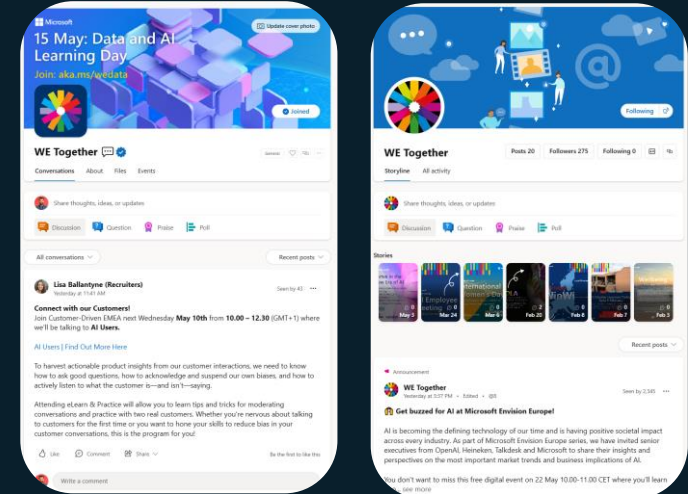 Microsoft
Update cover photo
15 May: Data and AI
Learning Day
Join: aka.ms/wedata
Joined
WE Together
Conversations About Files Events
Share thoughts, ideas, or updates
Discussion Question Praise Poll
All conversations Recent posts
Lisa Ballantyne (Recruiters)
Yesterday at 11:41 AM
Seen by 42
Connect with our Customers!
Join Customer-Driven EMEA next Wednesday May 10th from 10.00 – 12.30 (GMT+1) where
we'll be talking to AI Users.
AI Users | Find Out More Here
To harvest actionable product insights from our customer interactions, we need to know
how to ask good questions, how to acknowledge and suspend our own biases, and how to
actively listen to what the customer is—and isn't—saying.
Attending eLearn & Practice will allow you to learn tips and tricks for moderating
conversations and practice with two real customers. Whether you're nervous about talking
to customers for the first time or you want to hone your skills to reduce bias in your
customer conversations, this is the program for you!
Like Comment Share Be the first to like this
Write a comment
Following
WE Together
Posts 20 Followers 275 Following 0
Storyline All activity
Share thoughts, ideas, or updates
Discussion Question Praise Poll
Stories
May 3 Mar 24 Mar 6 Feb 20 Feb 8 Feb 7 Feb 3
Recent posts
Announcement
WE Together
Yesterday at 3:37 PM • Edited •
Seen by 2,345
Get buzzed for AI at Microsoft Envision Europe!
AI is becoming the defining technology of our time and is having positive societal impact
across every industry. As part of Microsoft Envision Europe series, we have invited senior
executives from OpenAI, Heineken, Talkdesk and Microsoft to share their insights and
perspectives on the most important market trends and business implications of AI.
You don't want to miss this free digital event on 22 May 10.00-11.00 CET where you'll learn
see more